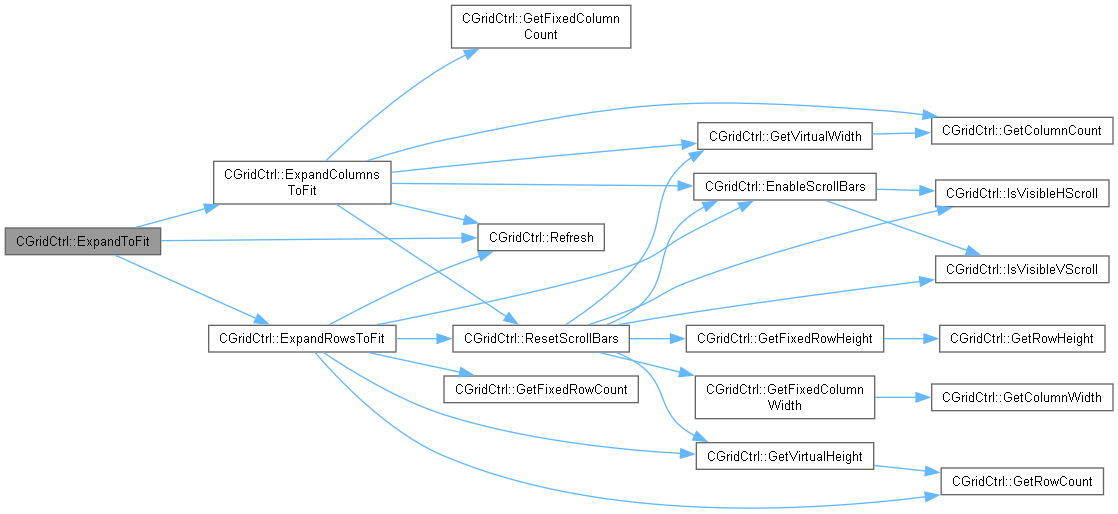 CGridCtrl::GetFixedColumn
Count
CGridCtrl::GetVirtualWidth
CGridCtrl::GetColumnCount
CGridCtrl::ExpandColumns
ToFit
CGridCtrl::EnableScrollBars
CGridCtrl::IsVisibleHScroll
CGridCtrl::ExpandToFit
CGridCtrl::Refresh
CGridCtrl::IsVisibleVScroll
CGridCtrl::ExpandRowsToFit
CGridCtrl::ResetScrollBars
CGridCtrl::GetFixedRowHeight
CGridCtrl::GetRowHeight
CGridCtrl::GetFixedRowCount
CGridCtrl::GetFixedColumn
Width
CGridCtrl::GetColumnWidth
CGridCtrl::GetVirtualHeight
CGridCtrl::GetRowCount